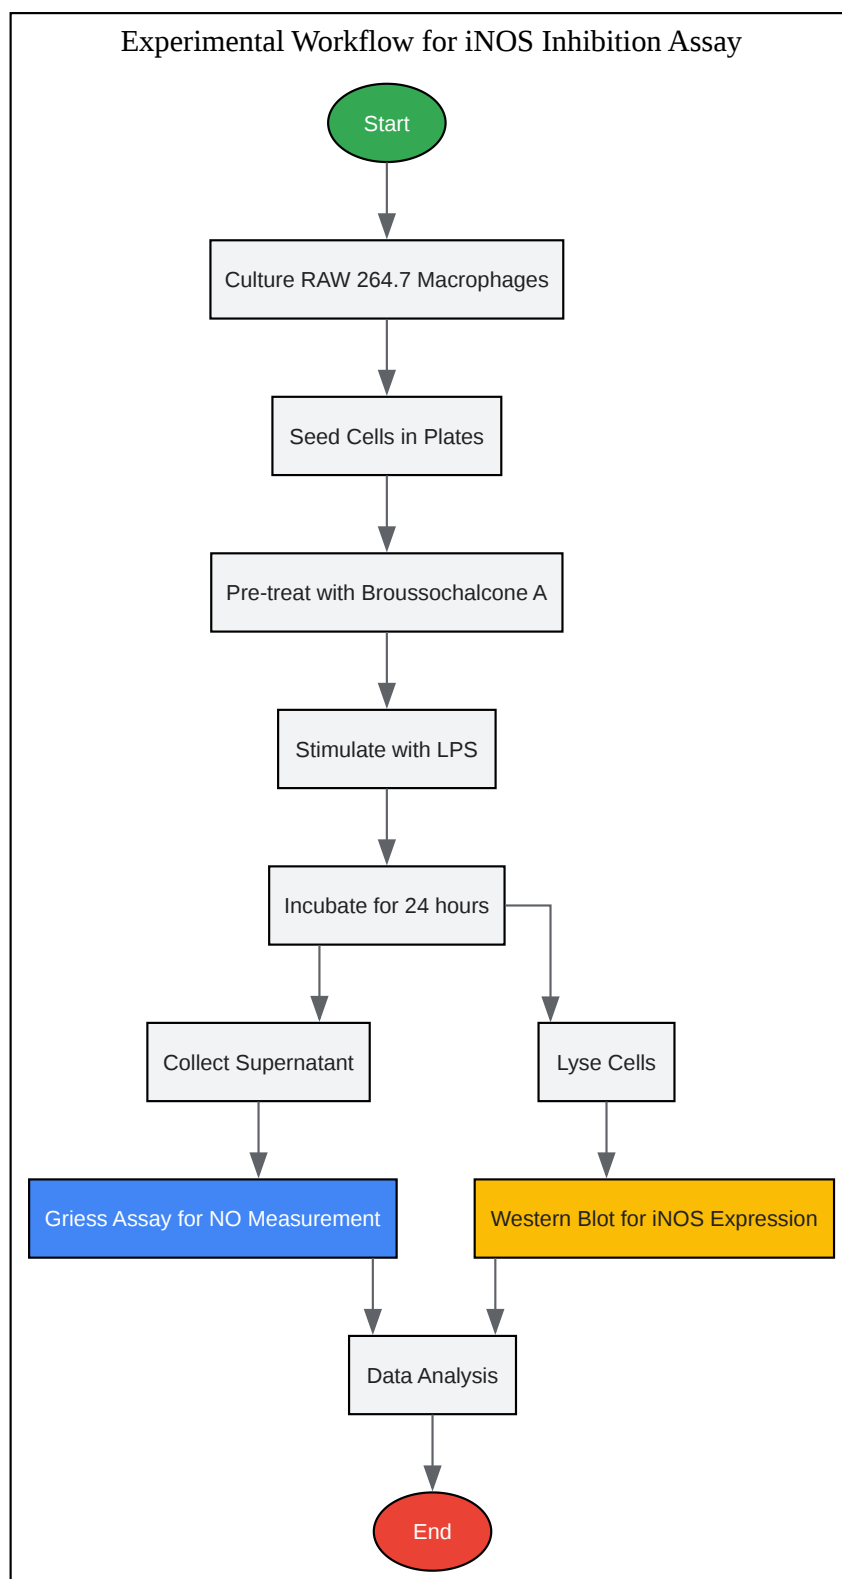 Experimental Workflow for iNOS Inhibition Assay
Start
Culture RAW 264.7 Macrophages
Seed Cells in Plates
Pre-treat with Broussochalcone A
Stimulate with LPS
Incubate for 24 hours
Collect Supernatant
Lyse Cells
Griess Assay for NO Measurement
Western Blot for iNOS Expression
Data Analysis
End